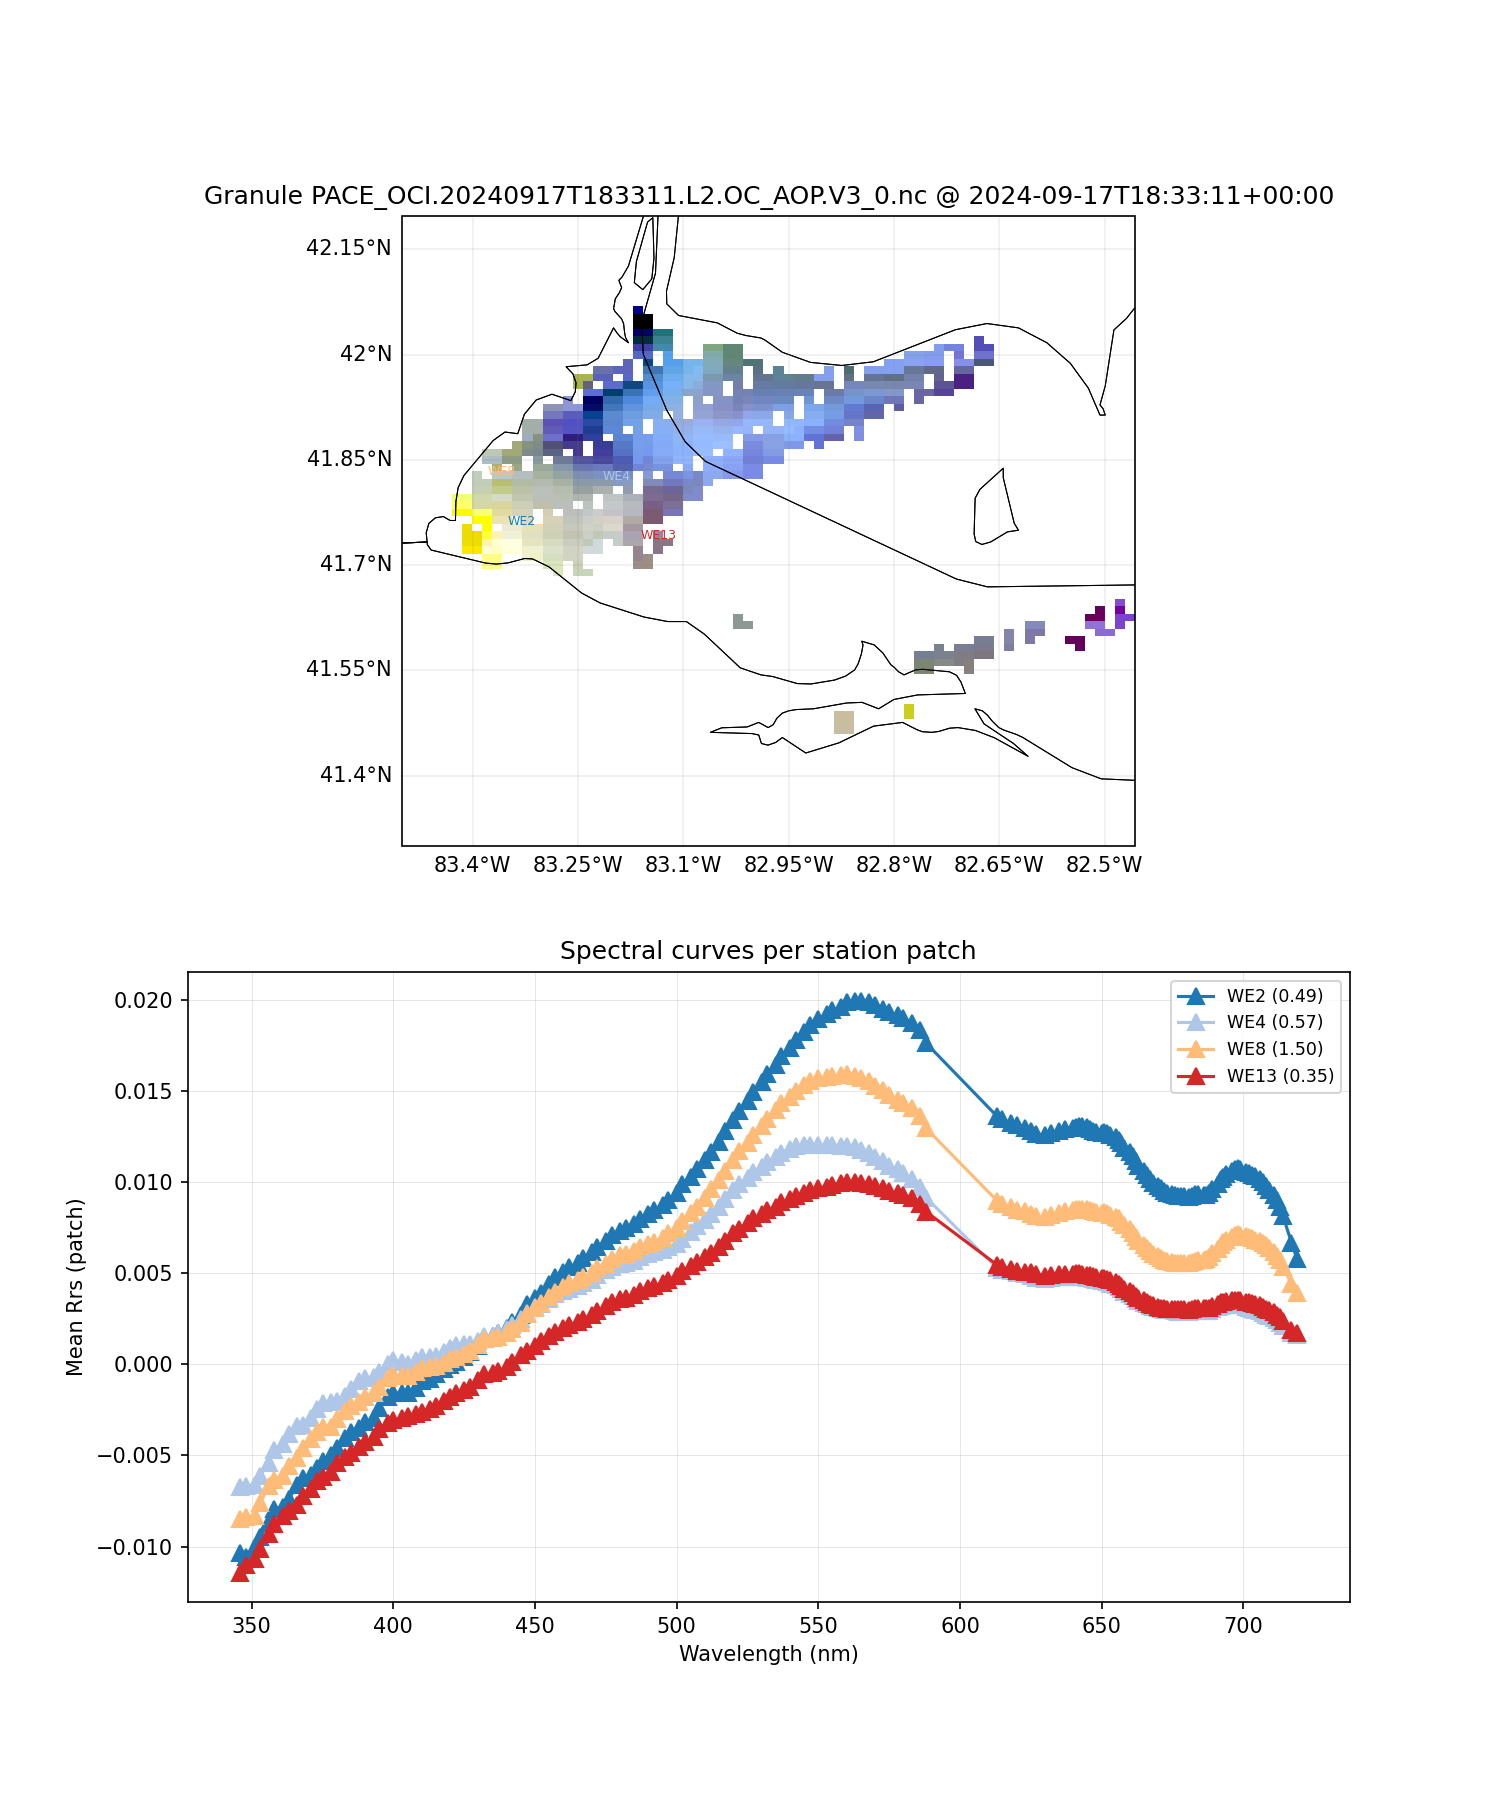 Granule PACE_OCI.20240917T183311.L2.OC_AOP.V3_0.nc @ 2024-09-17T18:33:11+00:00
42.15°N
42°N
41.85°N
41.7°N
41.55°N
41.4°N
WE8
WE4
WE2
WE13
83.4°W 83.25°W 83.1°W 82.95°W 82.8°W 82.65°W 82.5°W
Spectral curves per station patch
Mean Rrs (patch)
0.020
0.015
0.010
0.005
0.000
−0.005
−0.010
WE2 (0.49)
WE4 (0.57)
WE8 (1.50)
WE13 (0.35)
350 400 450 500 550 600 650 700
Wavelength (nm)